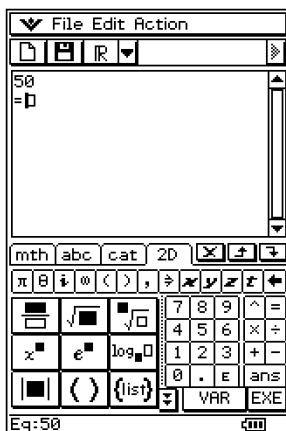 File Edit Action
ℝ
50
=
mth abc cat 2D
π θ i ∞ ( ) , ⇒ x y z t ←
√■ ■√□ 7 8 9 ^ =
4 5 6 × ÷
x■ e■ log■□ 1 2 3 + -
|■| ( ) {list} 0 . E ans
VAR EXE
Eq:50